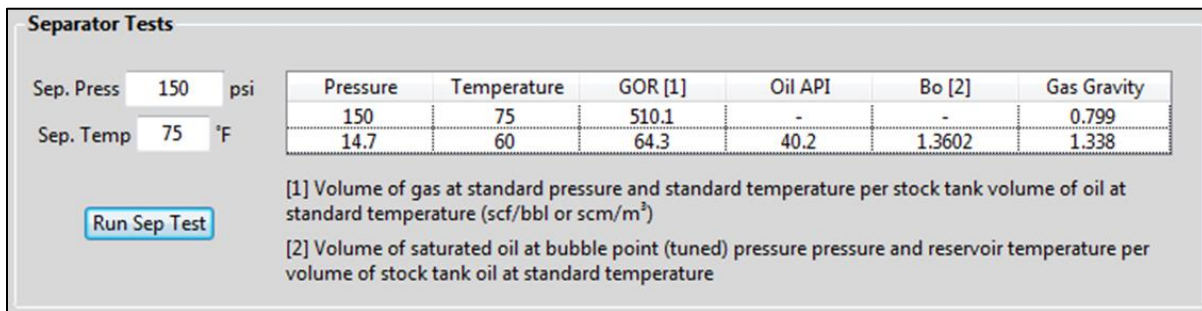 Separator Tests
Sep. Press 150 psi
Sep. Temp 75 °F
Run Sep Test
Pressure Temperature GOR [1] Oil API Bo [2] Gas Gravity
150 75 510.1 - - 0.799
14.7 60 64.3 40.2 1.3602 1.338
[1] Volume of gas at standard pressure and standard temperature per stock tank volume of oil at
standard temperature (scf/bbl or scm/m³)
[2] Volume of saturated oil at bubble point (tuned) pressure pressure and reservoir temperature per
volume of stock tank oil at standard temperature